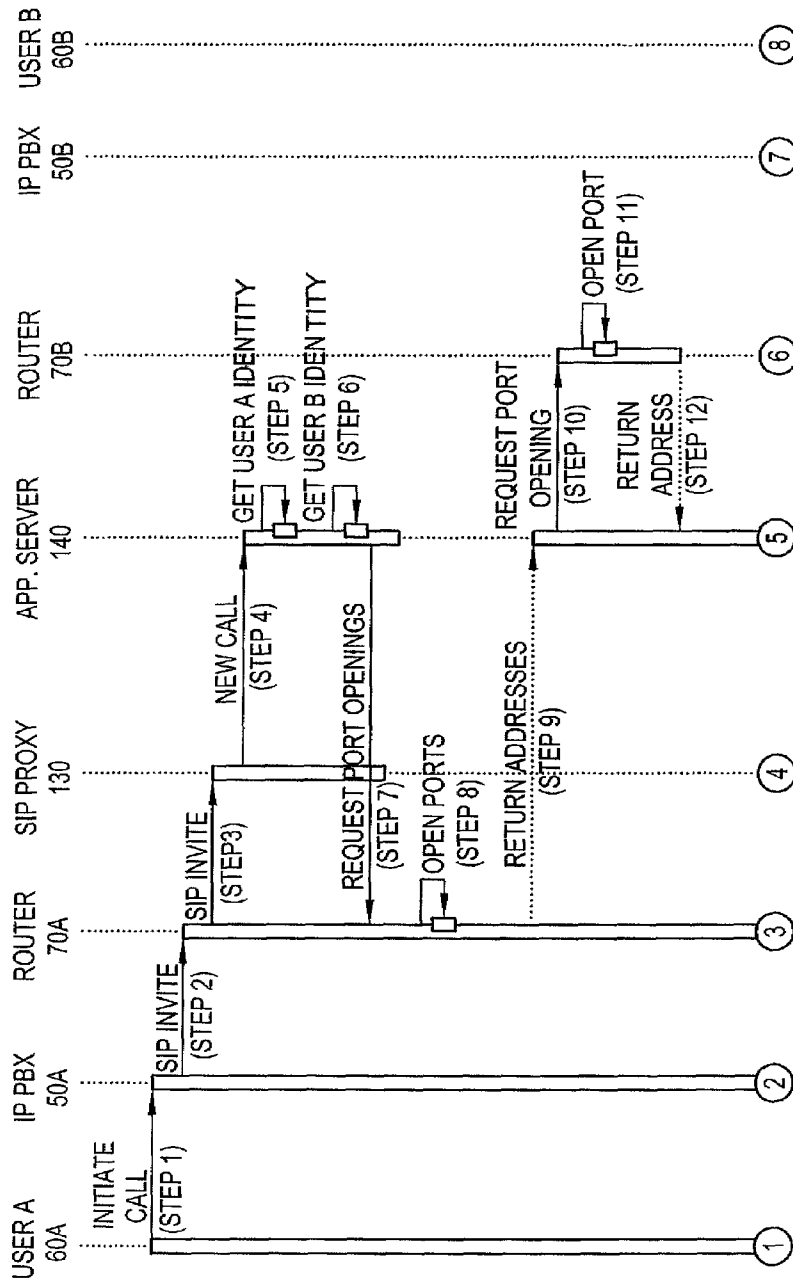 USER A
60A
IP PBX
50A
ROUTER
70A
SIP PROXY
130
APP. SERVER
140
ROUTER
70B
IP PBX
50B
USER B
60B
INITIATE
CALL
(STEP 1)
SIP INVITE
(STEP 2)
SIP INVITE
(STEP3)
NEW CALL
(STEP 4)
GET USER A IDENTITY
(STEP 5)
GET USER B IDENTITY
(STEP 6)
REQUEST PORT OPENINGS
(STEP 7)
OPEN PORTS
(STEP 8)
RETURN ADDRESSES
(STEP 9)
REQUEST PORT
OPENING
(STEP 10)
OPEN PORT
(STEP 11)
RETURN
ADDRESS
(STEP 12)
1
2
3
4
5
6
7
8